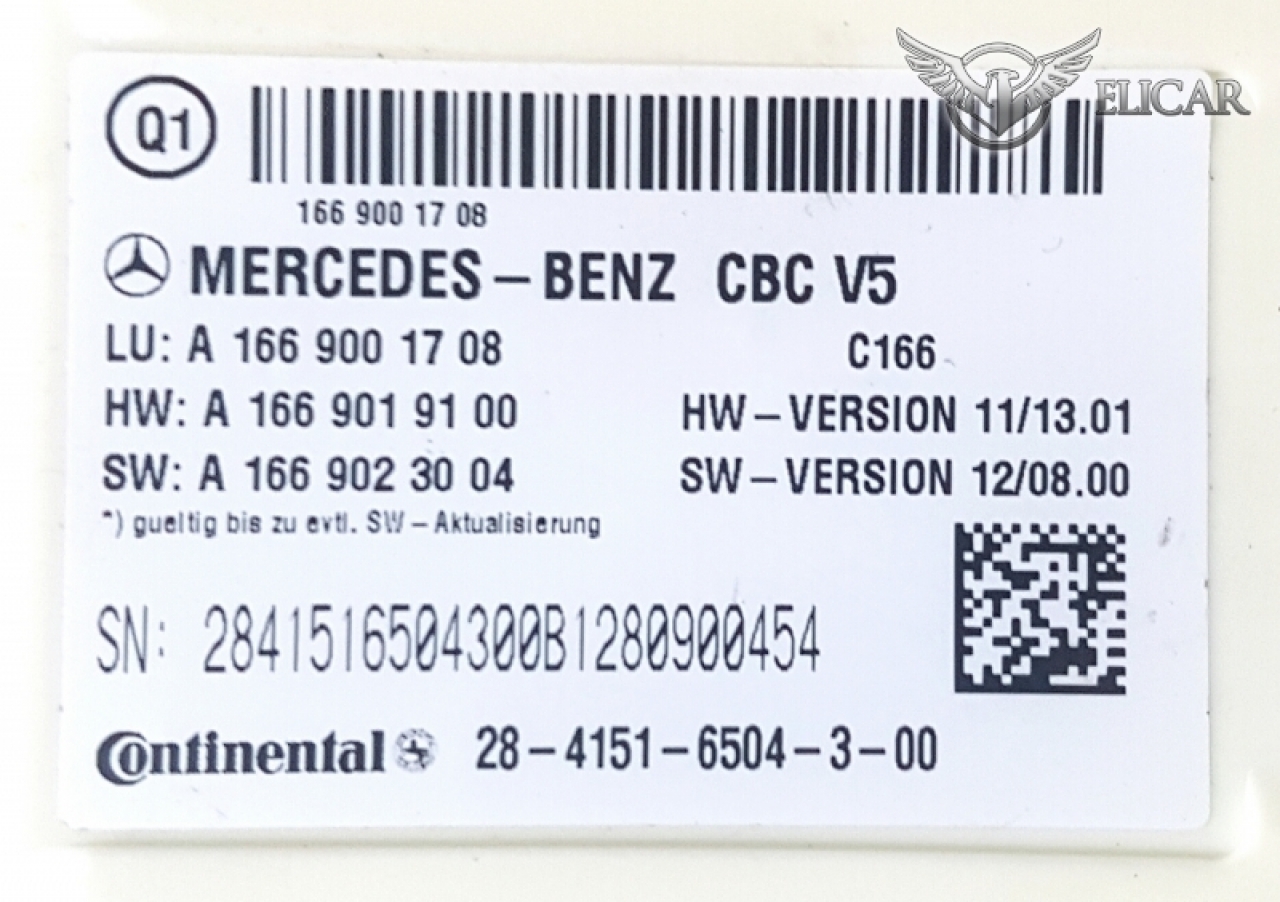 Q1
ELICAR
166 900 17 08
MERCEDES-BENZ CBC V5
LU: A 166 900 17 08 C166
HW: A 166 901 91 00 HW-VERSION 11/13.01
SW: A 166 902 30 04 SW-VERSION 12/08.00
*) gueltig bis zu evtl. SW-Aktualisierung
SN: 2841516504300B1280900454
Continental 28-4151-6504-3-00